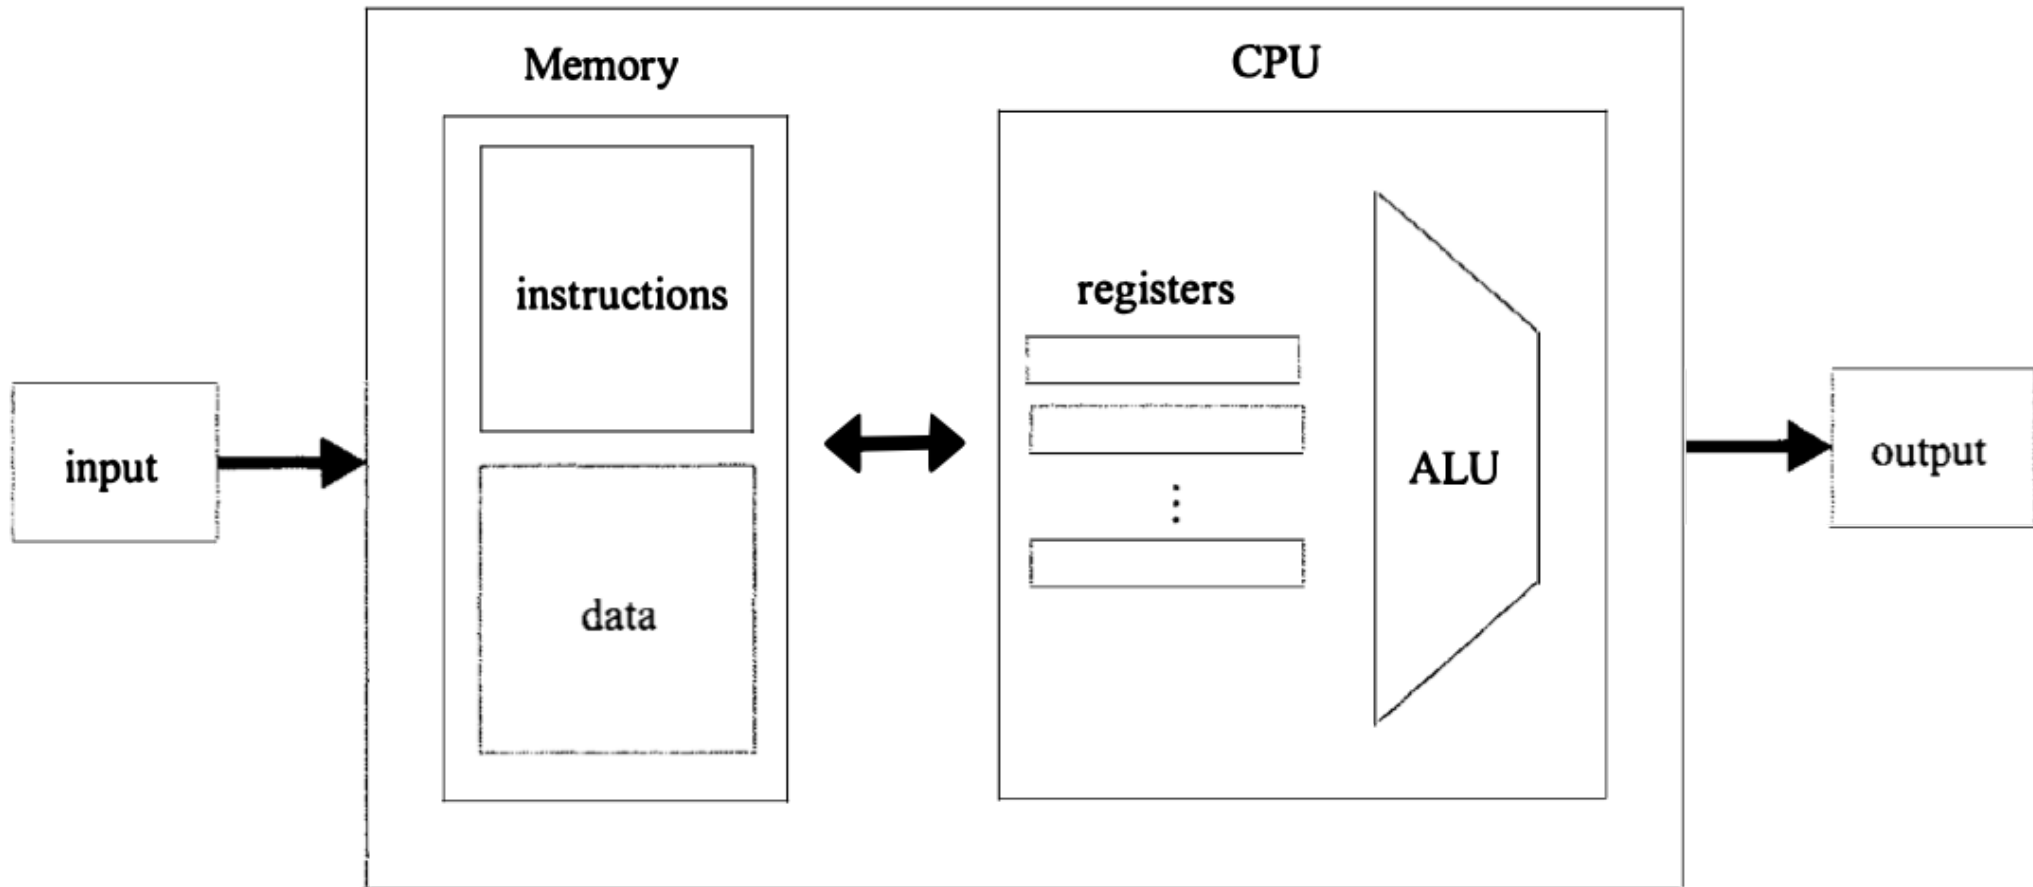 Memory
CPU
instructions
registers
input
ALU
output
data